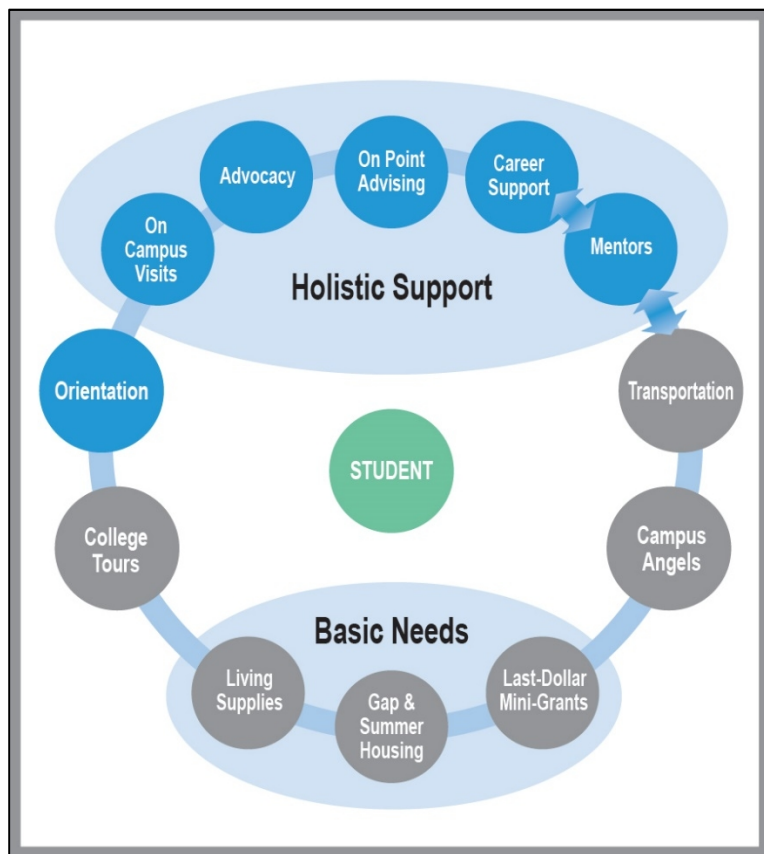 On Point
Advising
Career
Support
Advocacy
On
Campus
Visits
Mentors
Holistic Support
Orientation
Transportation
STUDENT
College
Tours
Campus
Angels
Basic Needs
Living
Supplies
Gap &
Summer
Housing
Last-Dollar
Mini-Grants